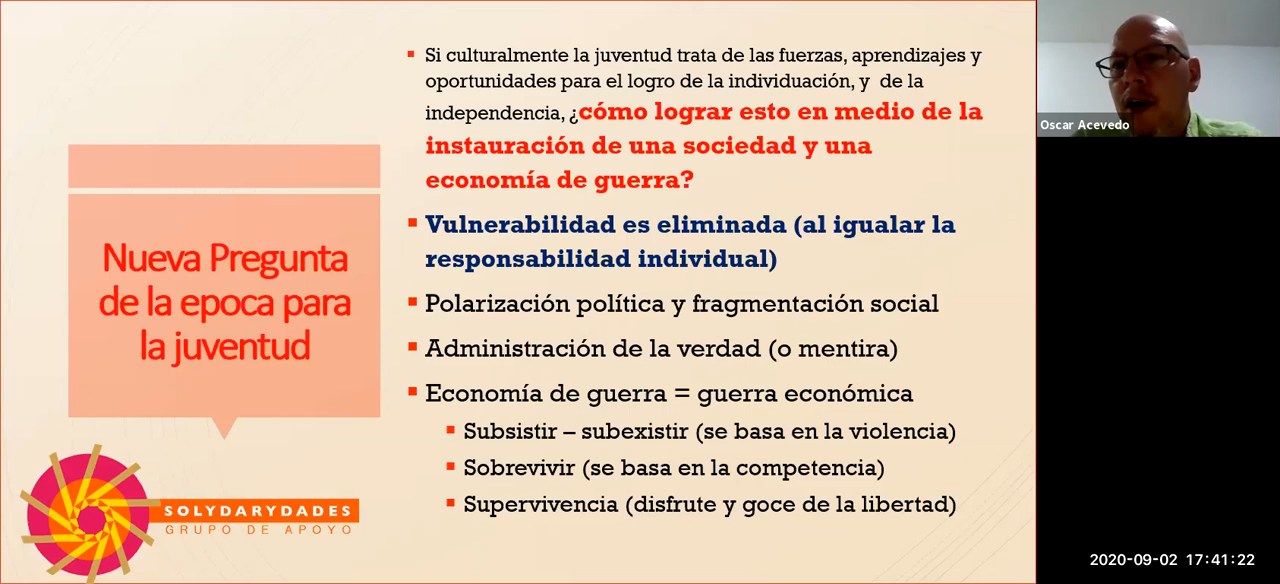 Si culturalmente la juventud trata de las fuerzas, aprendizajes y
oportunidades para el logro de la individuación, y de la
independencia, ¿cómo lograr esto en medio de la
instauración de una sociedad y una
economía de guerra?
Vulnerabilidad es eliminada (al igualar la
responsabilidad individual)
Polarización política y fragmentación social
Administración de la verdad (o mentira)
Economía de guerra = guerra económica
Subsistir – subexistir (se basa en la violencia)
Sobrevivir (se basa en la competencia)
Supervivencia (disfrute y goce de la libertad)
Nueva Pregunta
de la epoca para
la juventud
SOLYDARYDADES
GRUPO DE APOYO
Oscar Acevedo
2020-09-02 17:41:22